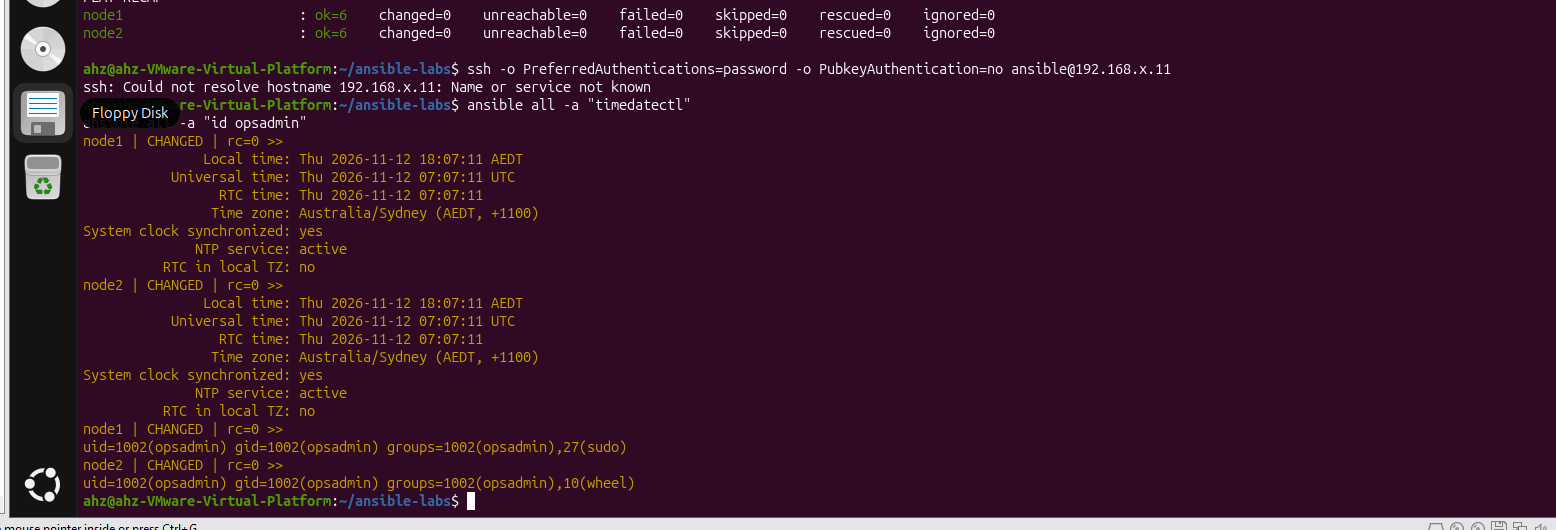 node1 : ok=6 changed=0 unreachable=0 failed=0 skipped=0 rescued=0 ignored=0
node2 : ok=6 changed=0 unreachable=0 failed=0 skipped=0 rescued=0 ignored=0
ahz@ahz-VMware-Virtual-Platform:~/ansible-labs$ ssh -o PreferredAuthentications=password -o PubkeyAuthentication=no ansible@192.168.x.11
ssh: Could not resolve hostname 192.168.x.11: Name or service not known
re-Virtual-Platform:~/ansible-labs$ ansible all -a "timedatectl"
Floppy Disk
-a "id opsadmin"
node1 | CHANGED | rc=0 >>
Local time: Thu 2026-11-12 18:07:11 AEDT
Universal time: Thu 2026-11-12 07:07:11 UTC
RTC time: Thu 2026-11-12 07:07:11
Time zone: Australia/Sydney (AEDT, +1100)
System clock synchronized: yes
NTP service: active
RTC in local TZ: no
node2 | CHANGED | rc=0 >>
Local time: Thu 2026-11-12 18:07:11 AEDT
Universal time: Thu 2026-11-12 07:07:11 UTC
RTC time: Thu 2026-11-12 07:07:11
Time zone: Australia/Sydney (AEDT, +1100)
System clock synchronized: yes
NTP service: active
RTC in local TZ: no
node1 | CHANGED | rc=0 >>
uid=1002(opsadmin) gid=1002(opsadmin) groups=1002(opsadmin),27(sudo)
node2 | CHANGED | rc=0 >>
uid=1002(opsadmin) gid=1002(opsadmin) groups=1002(opsadmin),10(wheel)
ahz@ahz-VMware-Virtual-Platform:~/ansible-labs$
mouse pointer inside or press Ctrl+G